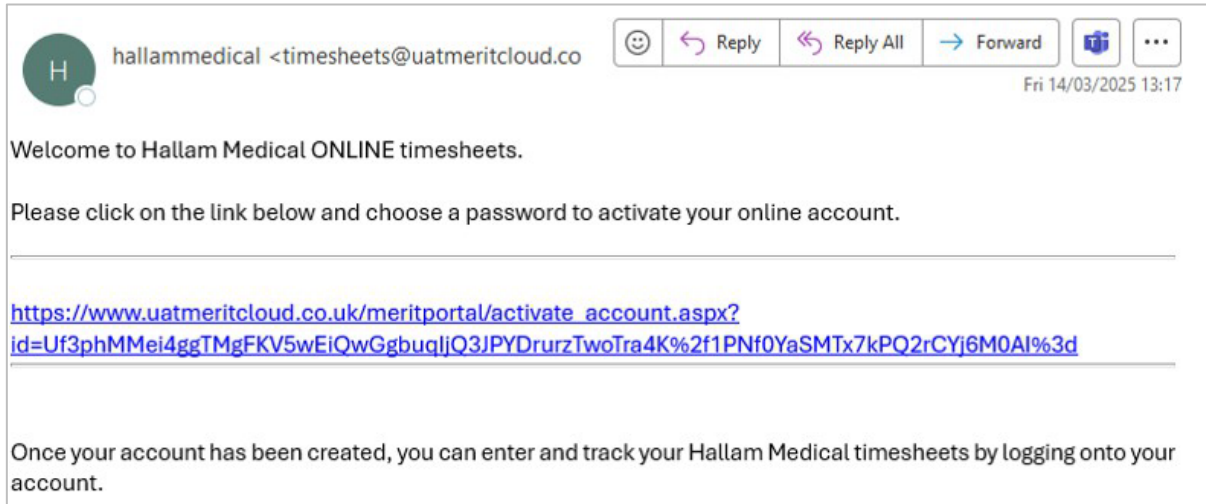 H
hallammedical <timesheets@uatmeritcloud.co
Reply
Reply All
Forward
Fri 14/03/2025 13:17
Welcome to Hallam Medical ONLINE timesheets.
Please click on the link below and choose a password to activate your online account.
https://www.uatmeritcloud.co.uk/meritportal/activate_account.aspx?
id=Uf3phMMei4ggTMgFKV5wEiQwGgbuqIjQ3JPYDrurzTwoTra4K%2f1PNf0YaSMTx7kPQ2rCYj6M0AI%3d
Once your account has been created, you can enter and track your Hallam Medical timesheets by logging onto your
account.